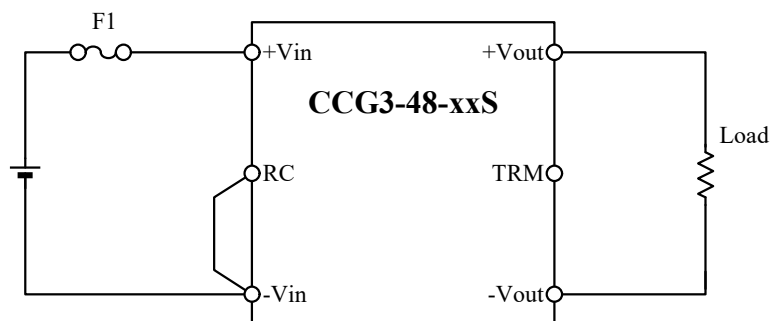 F1
+Vin
+Vout
CCG3-48-xxS
Load
RC
TRM
-Vin
-Vout